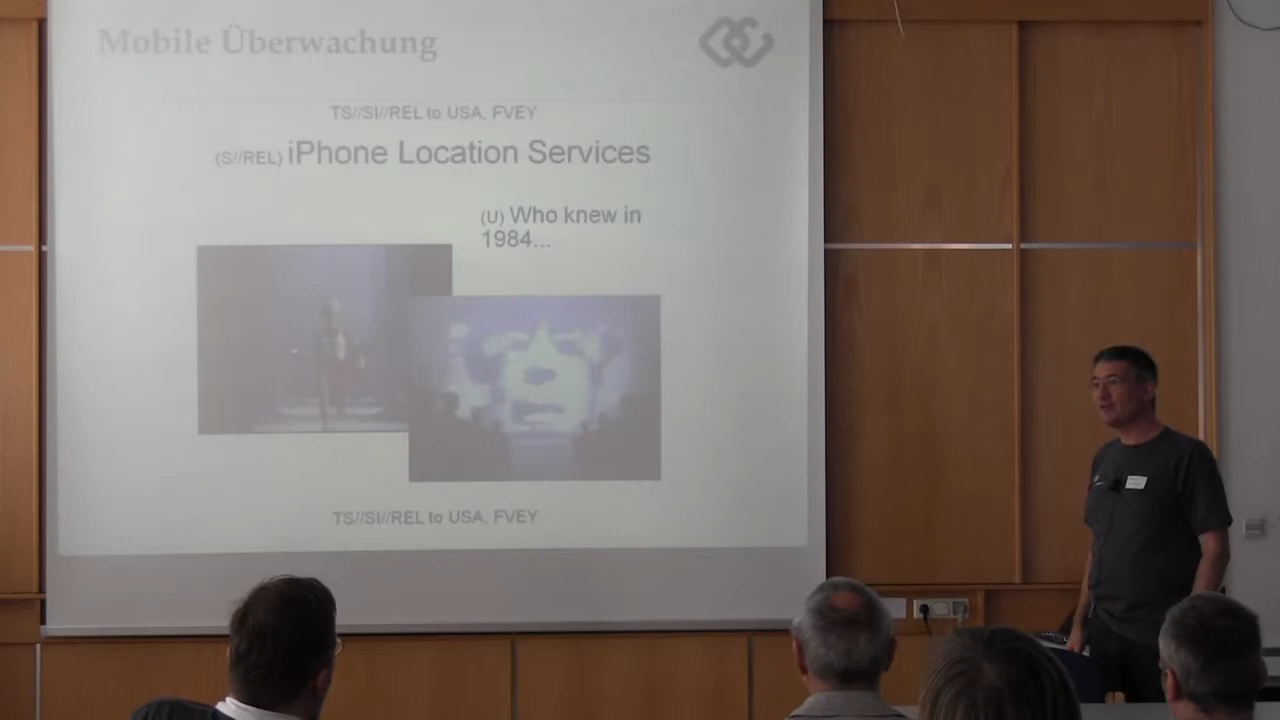 Mobile Überwachung
TS//SI//REL to USA, FVEY
(S//REL) iPhone Location Services
(U) Who knew in
1984...
TS//SI//REL to USA, FVEY